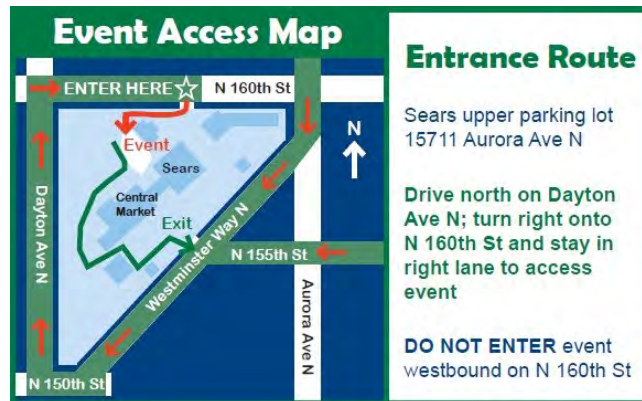 Event Access Map
ENTER HERE
N 160th St
Event
Sears
Central
Market
Exit
Dayton Ave N
Westminster Way N
N 155th St
Aurora Ave N
N 150th St
N
Entrance Route
Sears upper parking lot
15711 Aurora Ave N
Drive north on Dayton
Ave N; turn right onto
N 160th St and stay in
right lane to access
event
DO NOT ENTER event
westbound on N 160th St